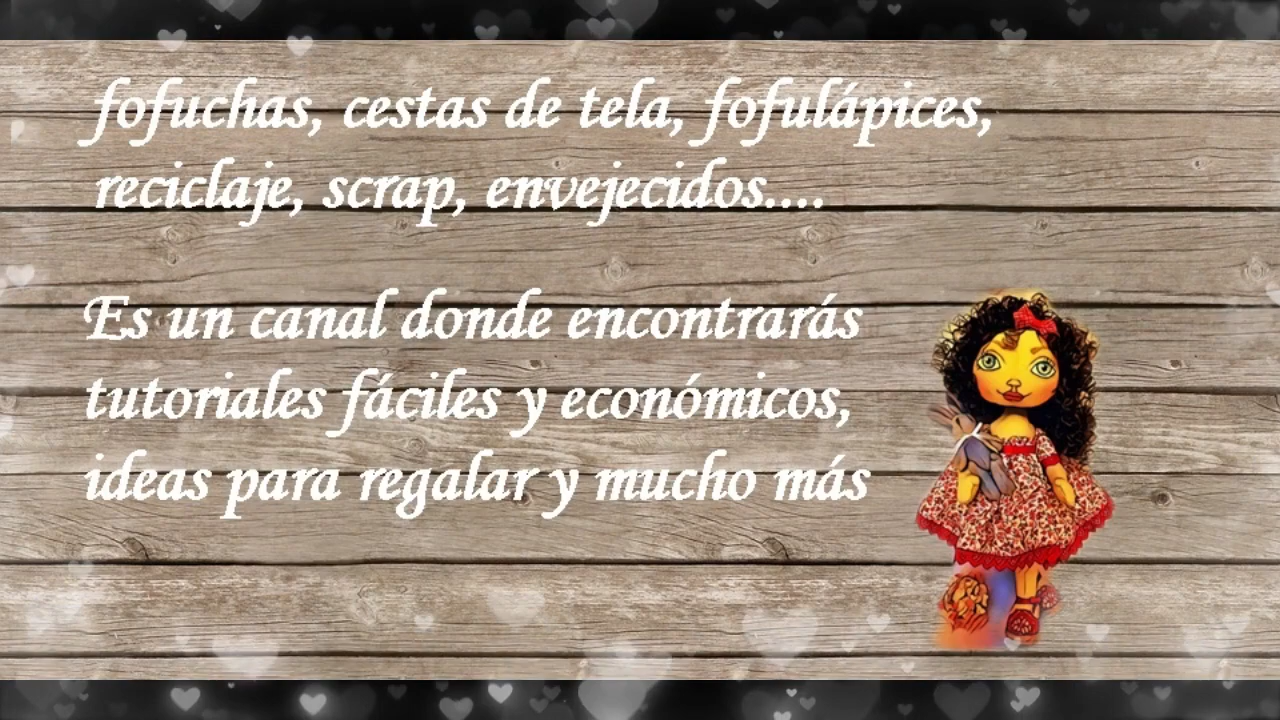 fofuchas, cestas de tela, fofulápices,
reciclaje, scrap, envejecidos....
Es un canal donde encontrarás
tutoriales fáciles y económicos,
ideas para regalar y mucho más